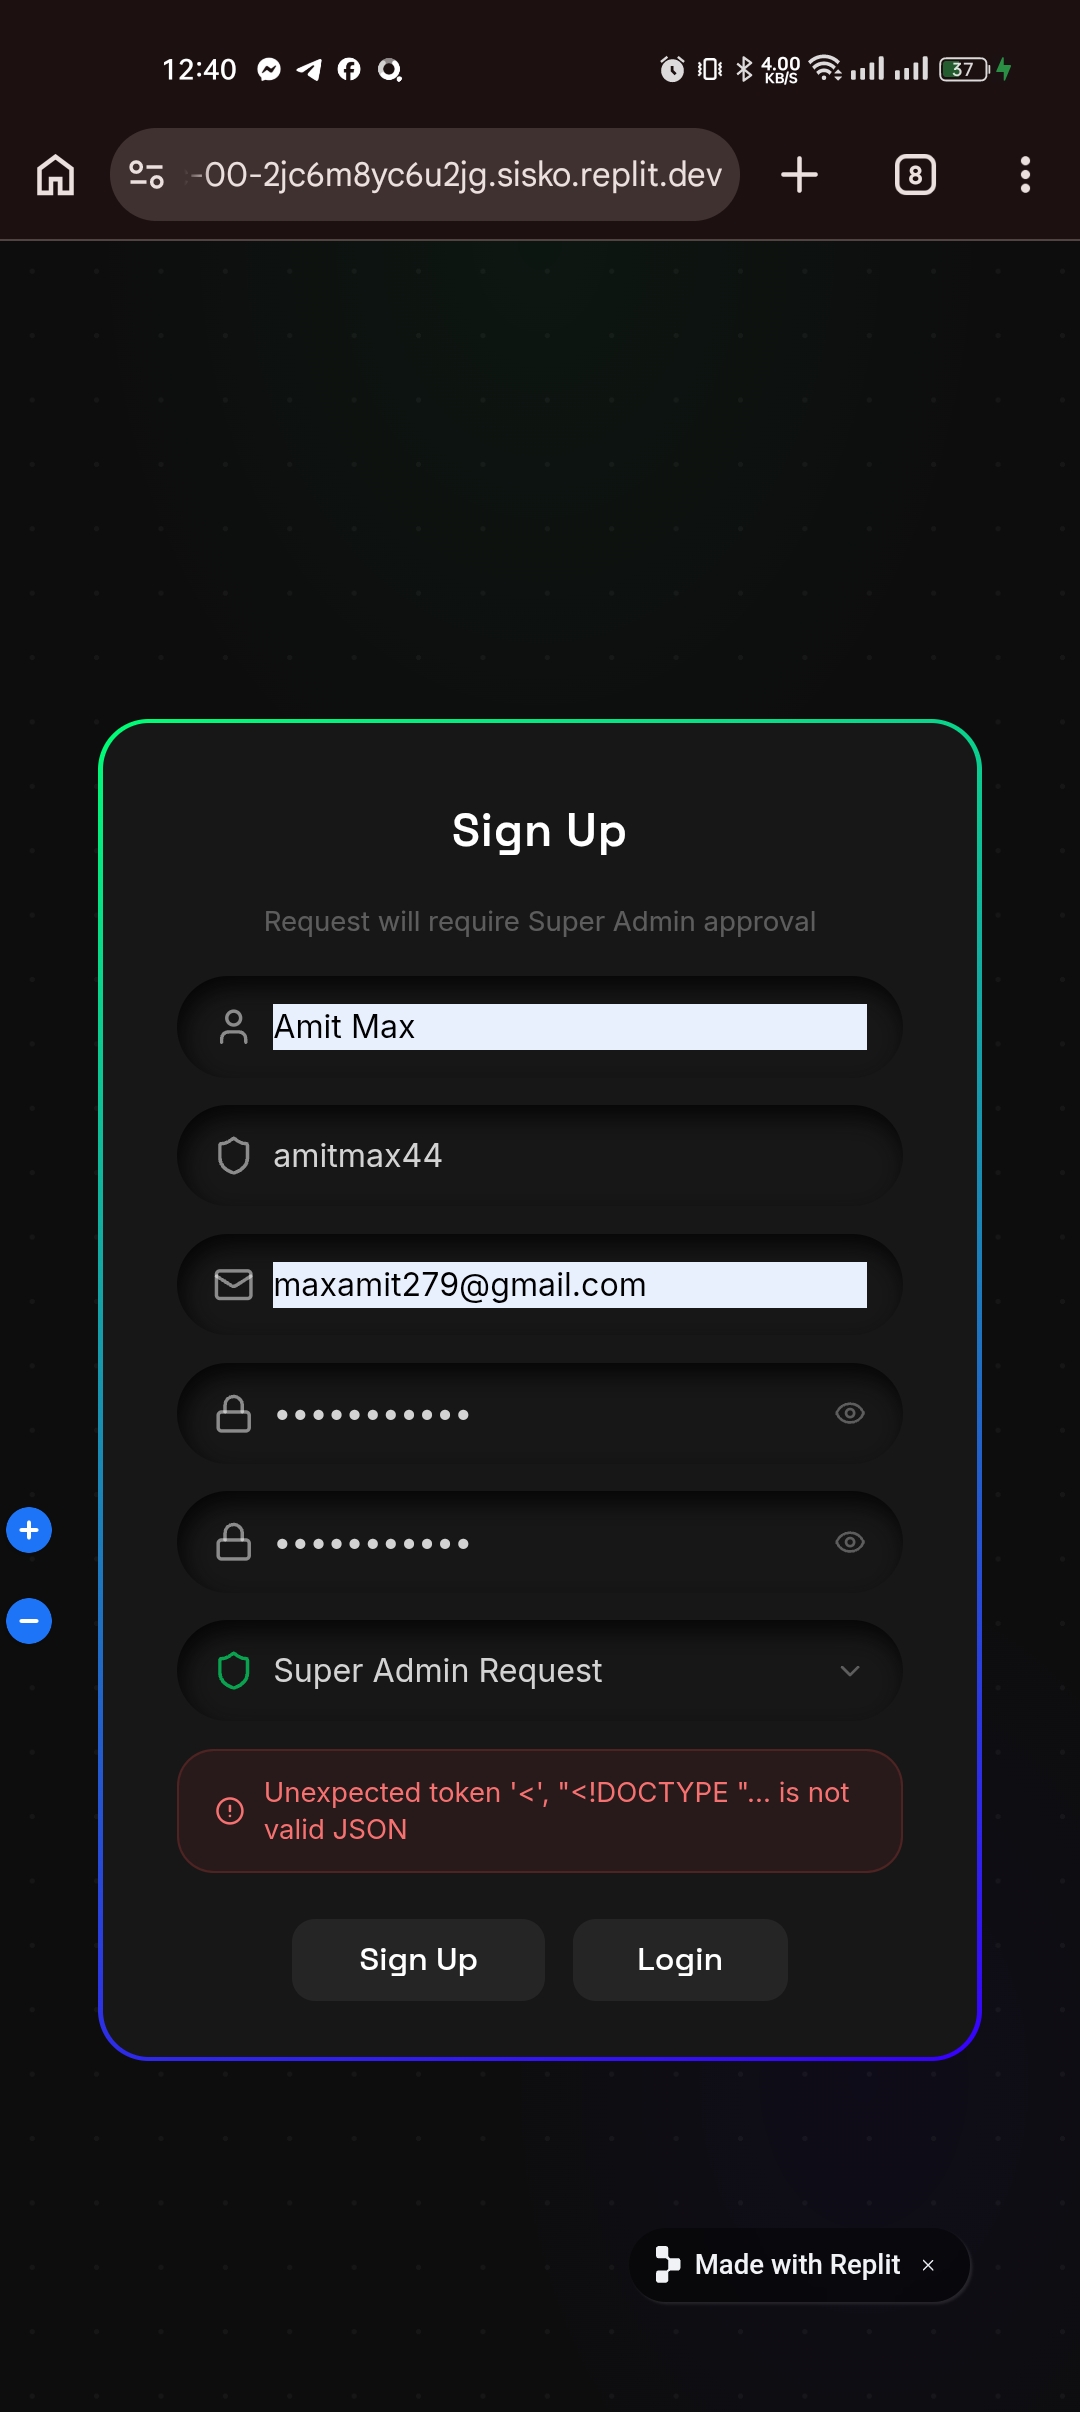 12:40
4.00
KB/S
37
-00-2jc6m8yc6u2jg.sisko.replit.dev
8
Sign Up
Request will require Super Admin approval
Amit Max
amitmax44
maxamit279@gmail.com
•••••••••••
•••••••••••
Super Admin Request
Unexpected token '<', "<!DOCTYPE "... is not
valid JSON
Sign Up
Login
Made with Replit